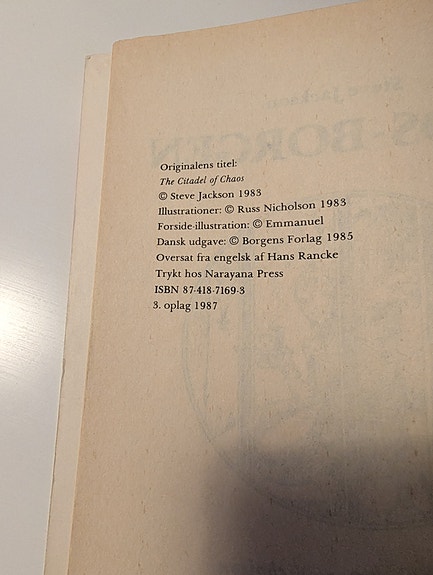 Originalens titel:
The Citadel of Chaos
© Steve Jackson 1983
Illustrationer: © Russ Nicholson 1983
Forside-illustration: © Emmanuel
Dansk udgave: © Borgens Forlag 1985
Oversat fra engelsk af Hans Rancke
Trykt hos Narayana Press
ISBN 87-418-7169-3
3. oplag 1987